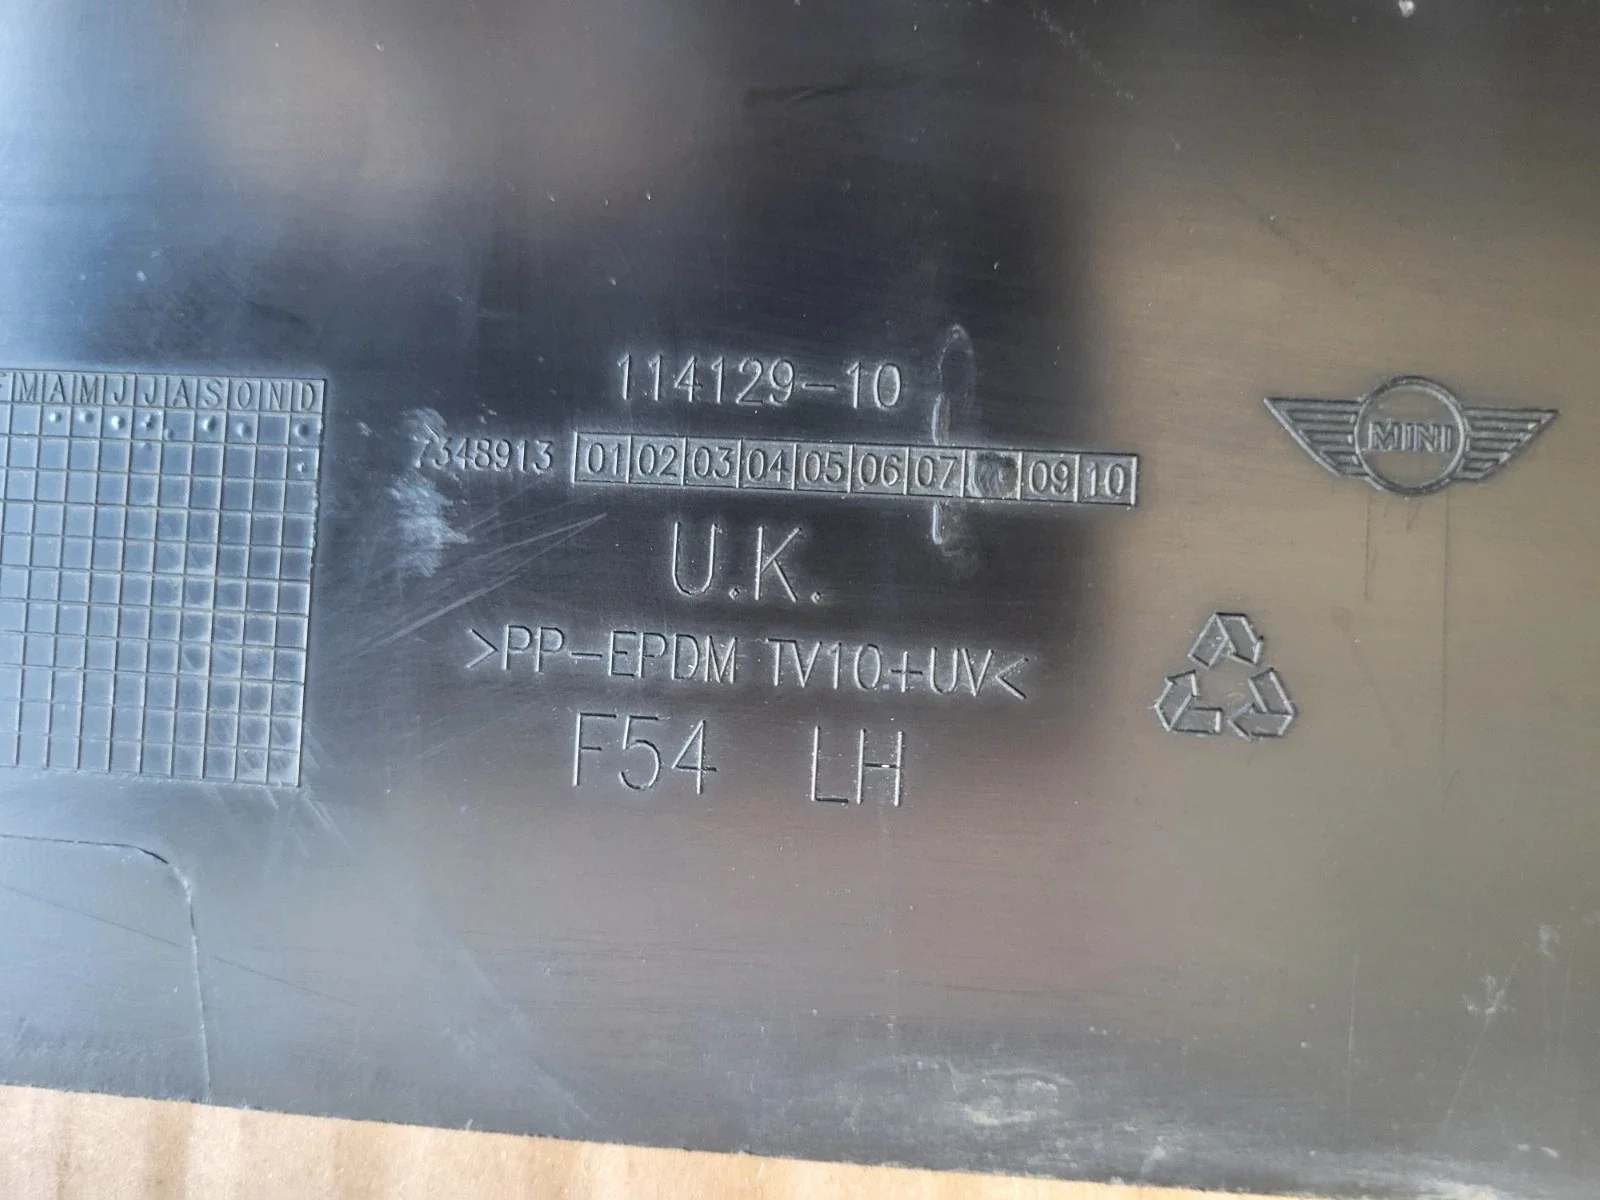 M A M J J A S O N D
114129-10
7348913 01 02 03 04 05 06 07 09 10
MINI
U.K.
>PP-EPDM TV10+UV<
F54 LH